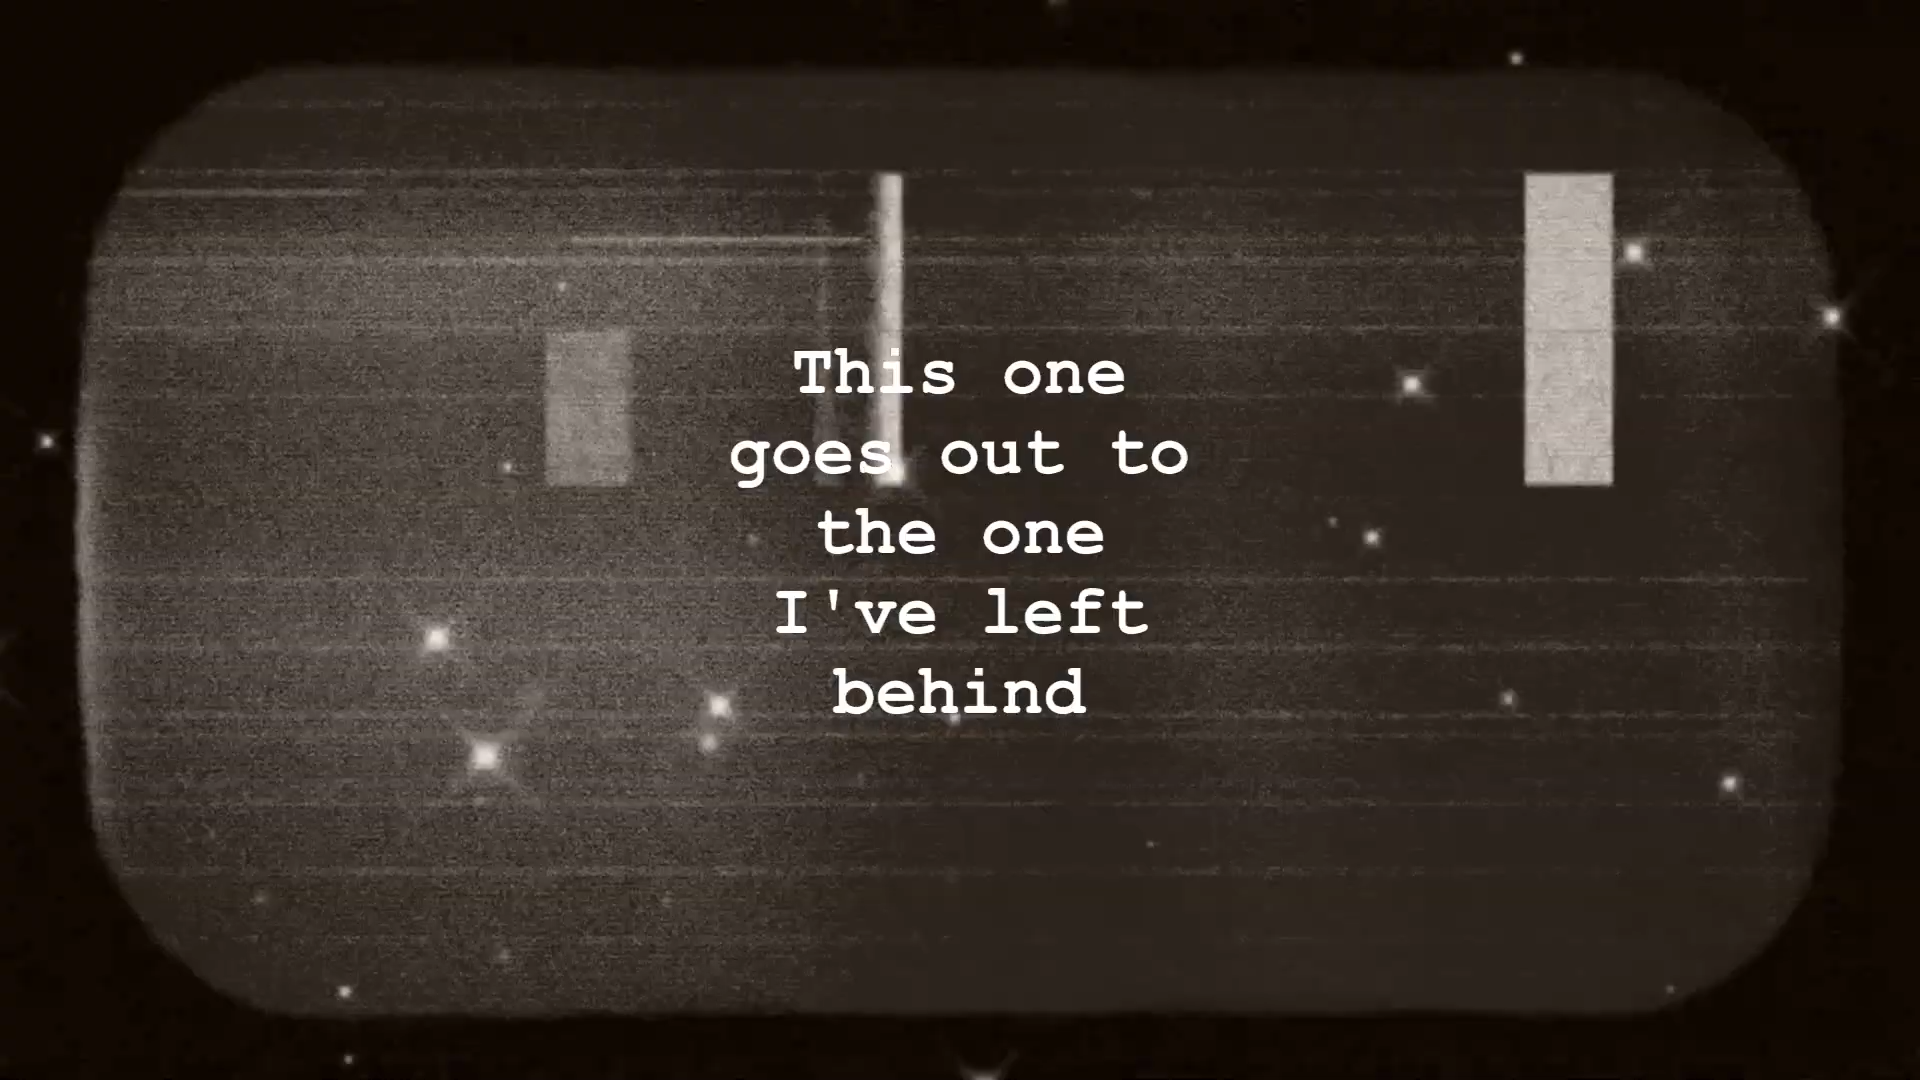 This one
goes out to
the one
I've left
behind